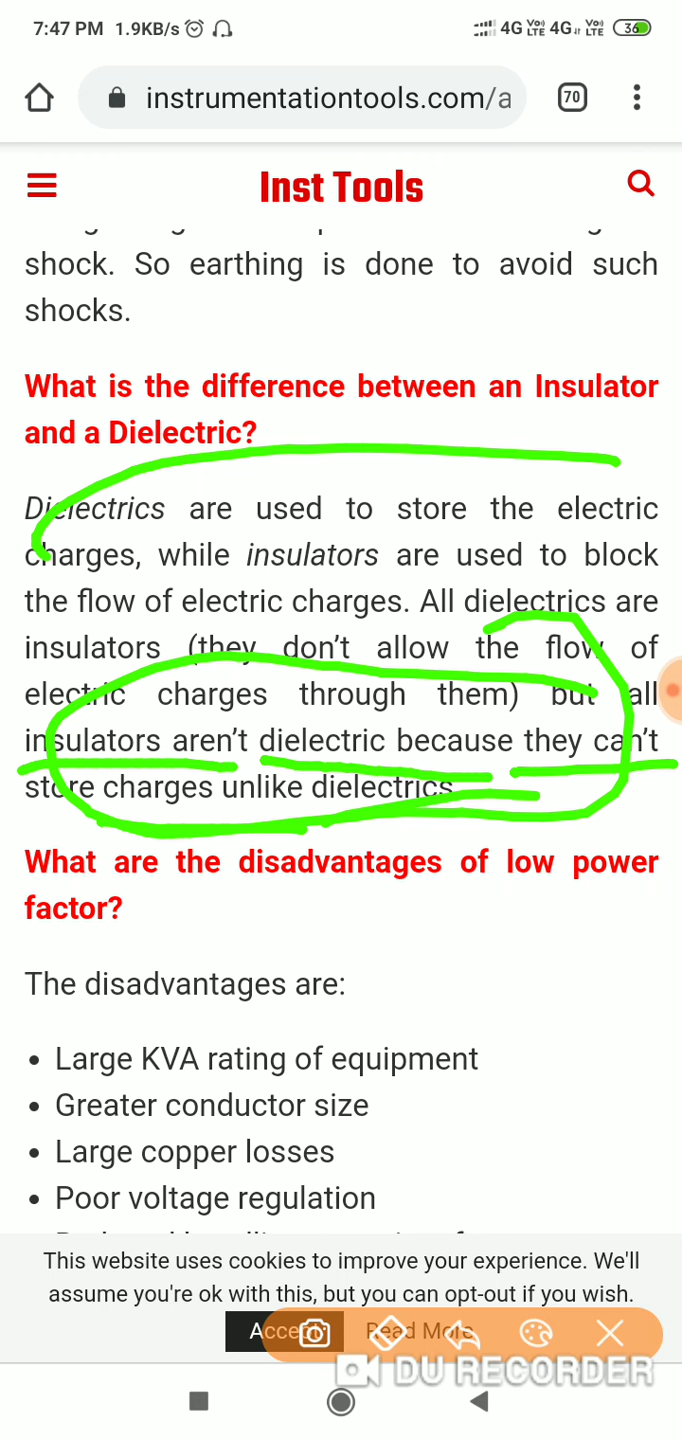 7:47 PM 1.9KB/s 4G Vo) LTE 4G Vo) LTE 36
instrumentationtools.com/a 70
Inst Tools
shock. So earthing is done to avoid such
shocks.
What is the difference between an Insulator
and a Dielectric?
Dielectrics are used to store the electric
charges, while insulators are used to block
the flow of electric charges. All dielectrics are
insulators (they don't allow the flow of
electric charges through them) but all
insulators aren't dielectric because they can't
store charges unlike dielectrics.
What are the disadvantages of low power
factor?
The disadvantages are:
• Large KVA rating of equipment
• Greater conductor size
• Large copper losses
• Poor voltage regulation
This website uses cookies to improve your experience. We'll
assume you're ok with this, but you can opt-out if you wish.
Accept Read More
DU RECORDER